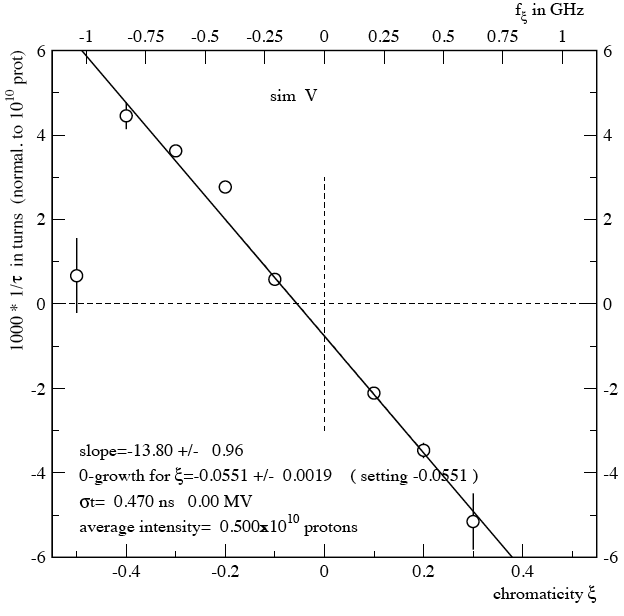 f_ξ in GHz
-1 -0.75 -0.5 -0.25 0 0.25 0.5 0.75 1
6 6
sim V
4 4
2 2
0 0
-2 -2
-4 -4
-6 -6
1000 * 1/τ in turns (normal. to 10^10 prot)
slope=-13.80 +/- 0.96
0-growth for ξ=-0.0551 +/- 0.0019 ( setting -0.0551 )
σt= 0.470 ns 0.00 MV
average intensity= 0.500x10^10 protons
-0.4 -0.2 0 0.2 0.4
chromaticity ξ